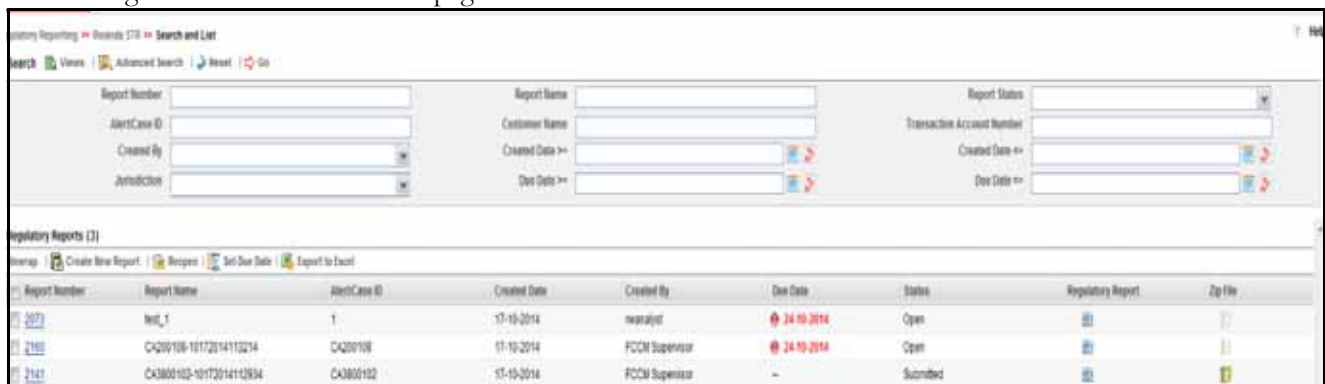 Regulatory Reporting >> Rwanda STR >> Search and List
Help
Search Views | Advanced Search | Reset | Go
Report Number Report Name Report Status
Alert/Case ID Customer Name Transaction Account Number
Created By Created Date >= Created Date <=
Jurisdiction Due Date >= Due Date <=
Regulatory Reports (3)
Unwrap | Create New Report | Reopen | Set Due Date | Export to Excel
Report Number Report Name Alert/Case ID Created Date Created By Due Date Status Regulatory Report Zip File
2073 test_1 1 17-10-2014 rwanalyst 24-10-2014 Open
2160 CA200108-10172014113214 CA200108 17-10-2014 FCCM Supervisor 24-10-2014 Open
2141 CA3800102-10172014112934 CA3800102 17-10-2014 FCCM Supervisor – Submitted